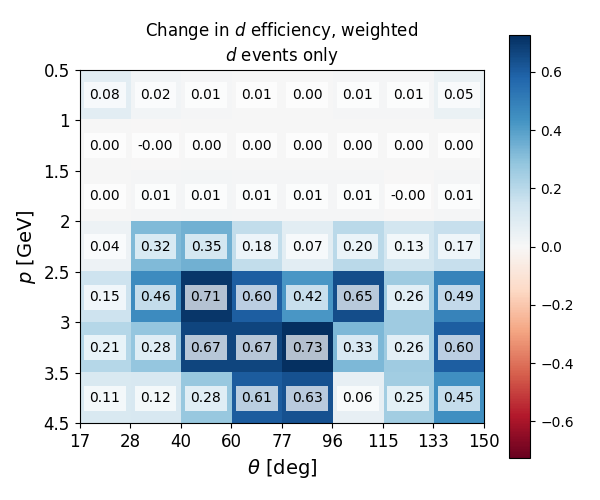 Change in d efficiency, weighted
d events only
0.5
0.08 0.02 0.01 0.01 0.00 0.01 0.01 0.05
1
0.00 -0.00 0.00 0.00 0.00 0.00 0.00 0.00
1.5
0.00 0.01 0.01 0.01 0.01 0.01 -0.00 0.01
2
0.04 0.32 0.35 0.18 0.07 0.20 0.13 0.17
2.5
0.15 0.46 0.71 0.60 0.42 0.65 0.26 0.49
3
0.21 0.28 0.67 0.67 0.73 0.33 0.26 0.60
3.5
0.11 0.12 0.28 0.61 0.63 0.06 0.25 0.45
4.5
17 28 40 60 77 96 115 133 150
θ [deg]
p [GeV]
0.6
0.4
0.2
0.0
−0.2
−0.4
−0.6